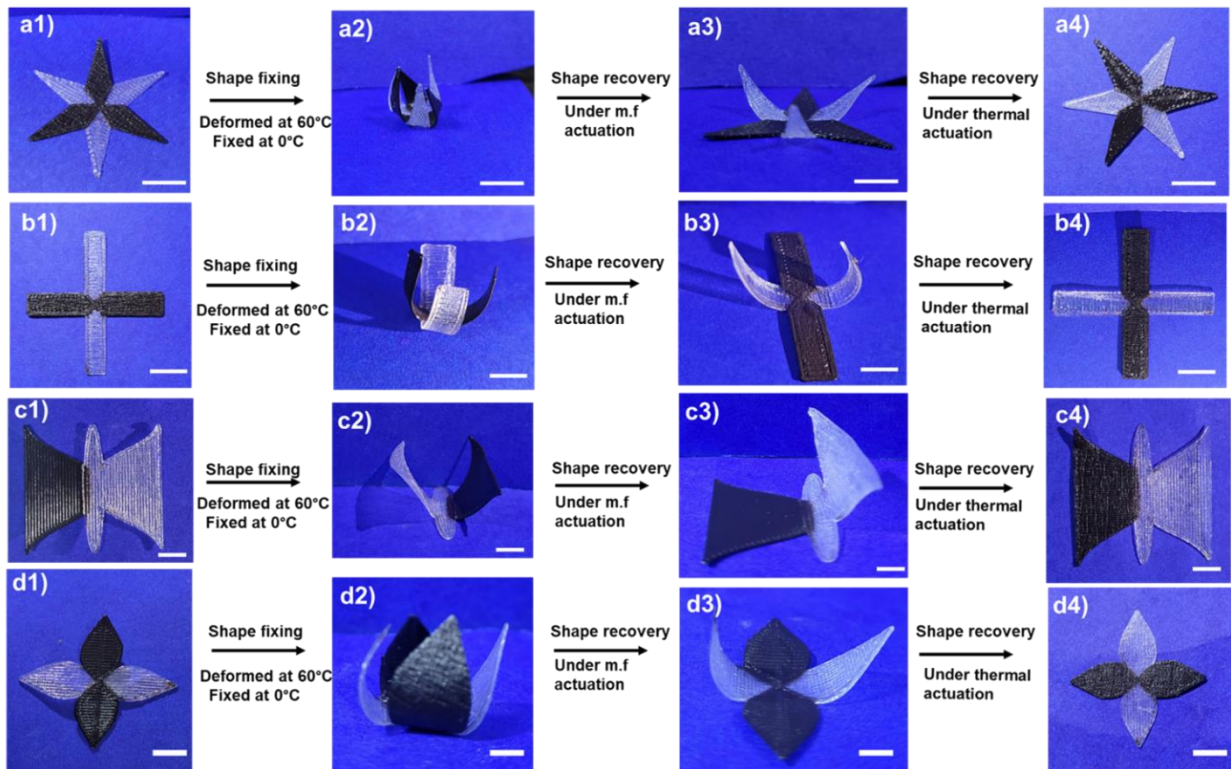 a1)
Shape fixing
Deformed at 60°C
Fixed at 0°C
a2)
Shape recovery
Under m.f
actuation
a3)
Shape recovery
Under thermal
actuation
a4)
b1)
Shape fixing
Deformed at 60°C
Fixed at 0°C
b2)
Shape recovery
Under m.f
actuation
b3)
Shape recovery
Under thermal
actuation
b4)
c1)
Shape fixing
Deformed at 60°C
Fixed at 0°C
c2)
Shape recovery
Under m.f
actuation
c3)
Shape recovery
Under thermal
actuation
c4)
d1)
Shape fixing
Deformed at 60°C
Fixed at 0°C
d2)
Shape recovery
Under m.f
actuation
d3)
Shape recovery
Under thermal
actuation
d4)